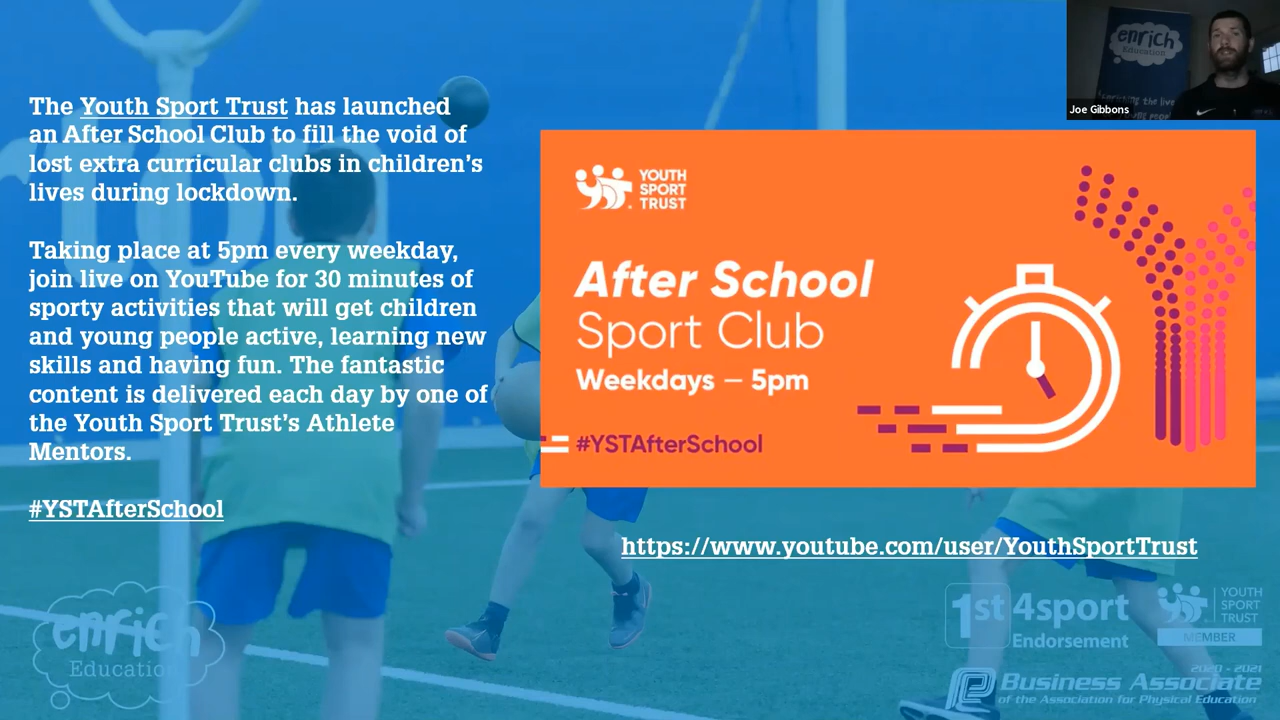 enrich
Education
Joe Gibbons
The Youth Sport Trust has launched
an After School Club to fill the void of
lost extra curricular clubs in children's
lives during lockdown.
Taking place at 5pm every weekday,
join live on YouTube for 30 minutes of
sporty activities that will get children
and young people active, learning new
skills and having fun. The fantastic
content is delivered each day by one of
the Youth Sport Trust's Athlete
Mentors.
#YSTAfterSchool
YOUTH
SPORT
TRUST
After School
Sport Club
Weekdays – 5pm
#YSTAfterSchool
https://www.youtube.com/user/YouthSportTrust
enrich
Education
1st 4sport
Endorsement
YOUTH
SPORT
TRUST
MEMBER
2020 - 2021
Business Associate
of the Association for Physical Education